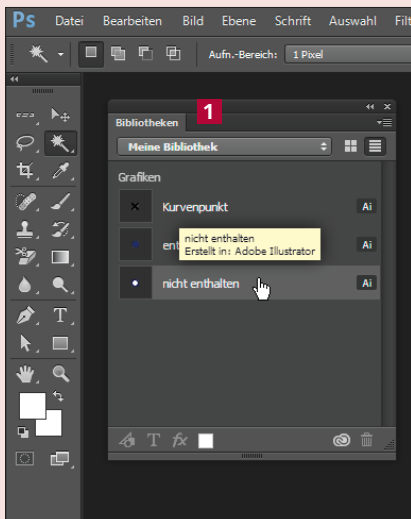 Ps Datei Bearbeiten Bild Ebene Schrift Auswahl Filt
Aufn.-Bereich: 1 Pixel
1
Bibliotheken
Meine Bibliothek
Grafiken
Kurvenpunkt Ai
ent Ai
nicht enthalten
Erstellt in: Adobe Illustrator
nicht enthalten Ai
T fx
T